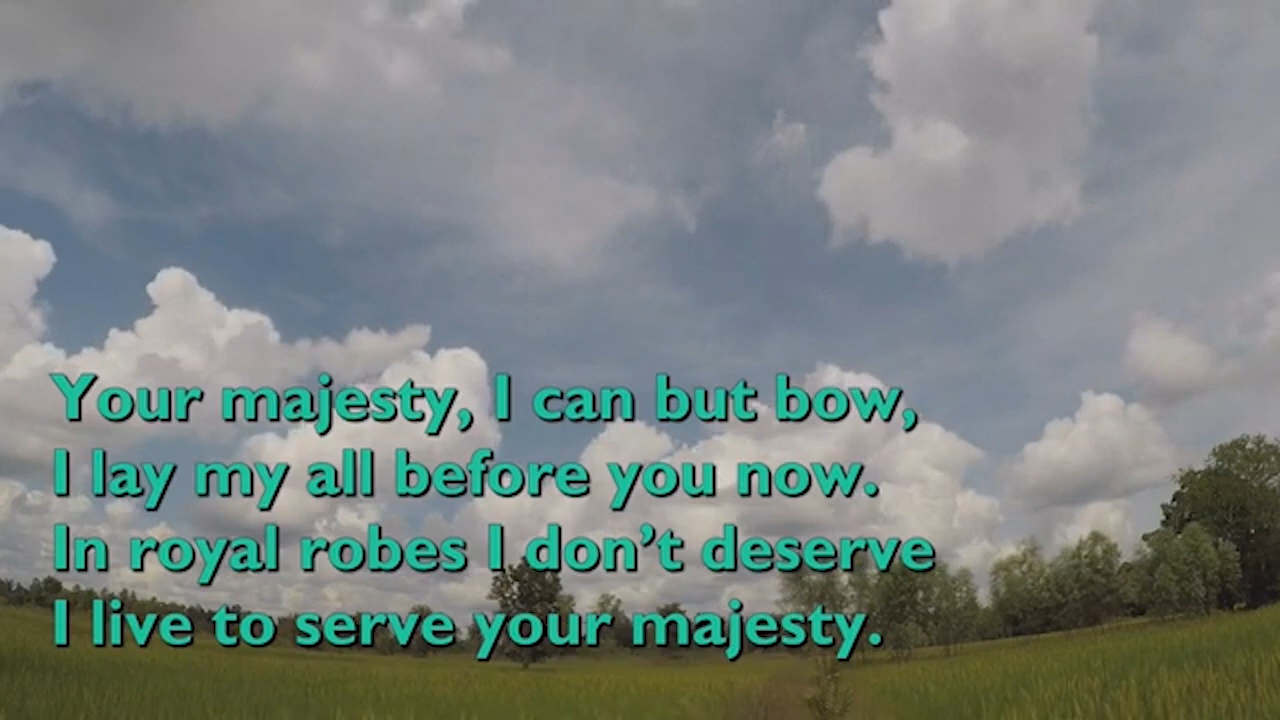 Your majesty, I can but bow,
I lay my all before you now.
In royal robes I don’t deserve
I live to serve your majesty.